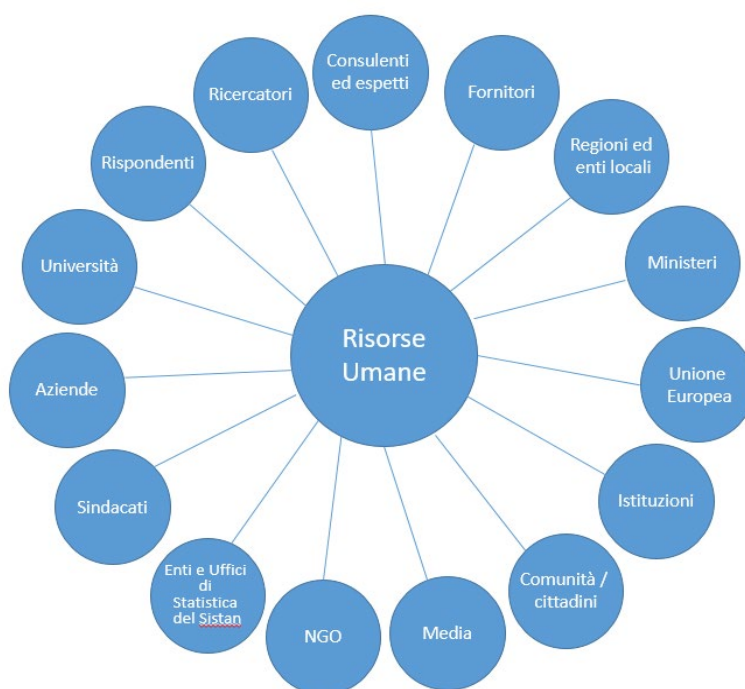 Consulenti
ed espetti
Fornitori
Regioni ed
enti locali
Ministeri
Unione
Europea
Istituzioni
Comunità /
cittadini
Media
NGO
Enti e Uffici
di
Statistica
del Sistan
Sindacati
Aziende
Università
Rispondenti
Ricercatori
Risorse
Umane